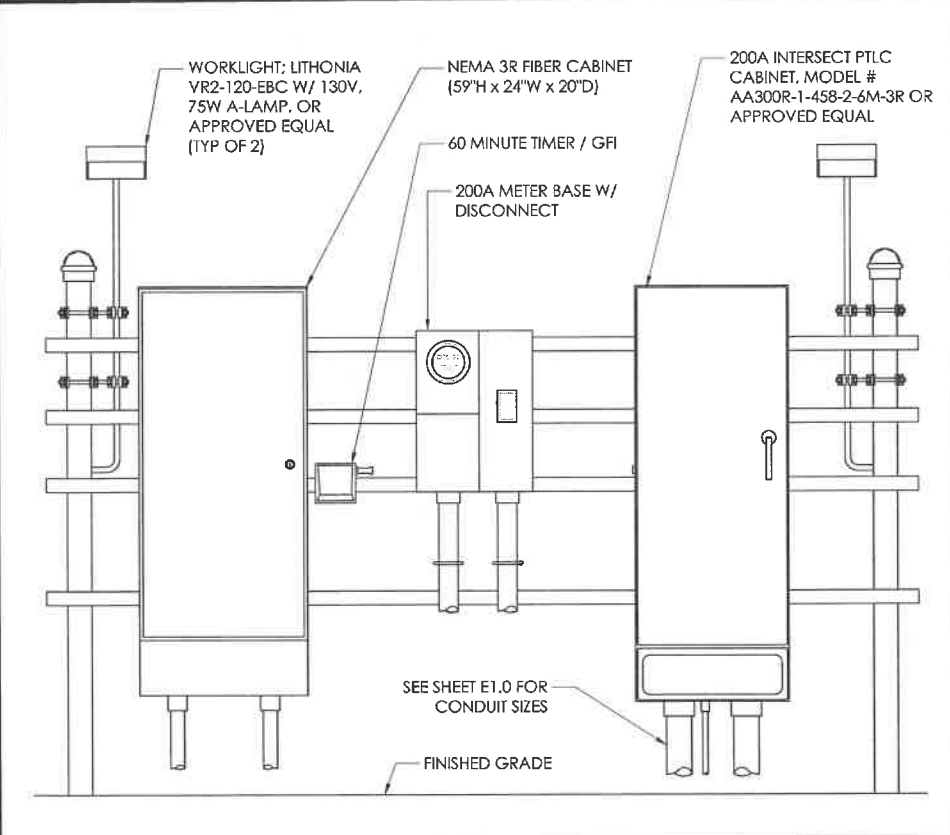 WORKLIGHT; LITHONIA
VR2-120-EBC W/ 130V,
75W A-LAMP, OR
APPROVED EQUAL
(TYP OF 2)
NEMA 3R FIBER CABINET
(59"H x 24"W x 20"D)
60 MINUTE TIMER / GFI
200A METER BASE W/
DISCONNECT
200A INTERSECT PTLC
CABINET, MODEL #
AA300R-1-458-2-6M-3R OR
APPROVED EQUAL
SEE SHEET E1.0 FOR
CONDUIT SIZES
FINISHED GRADE